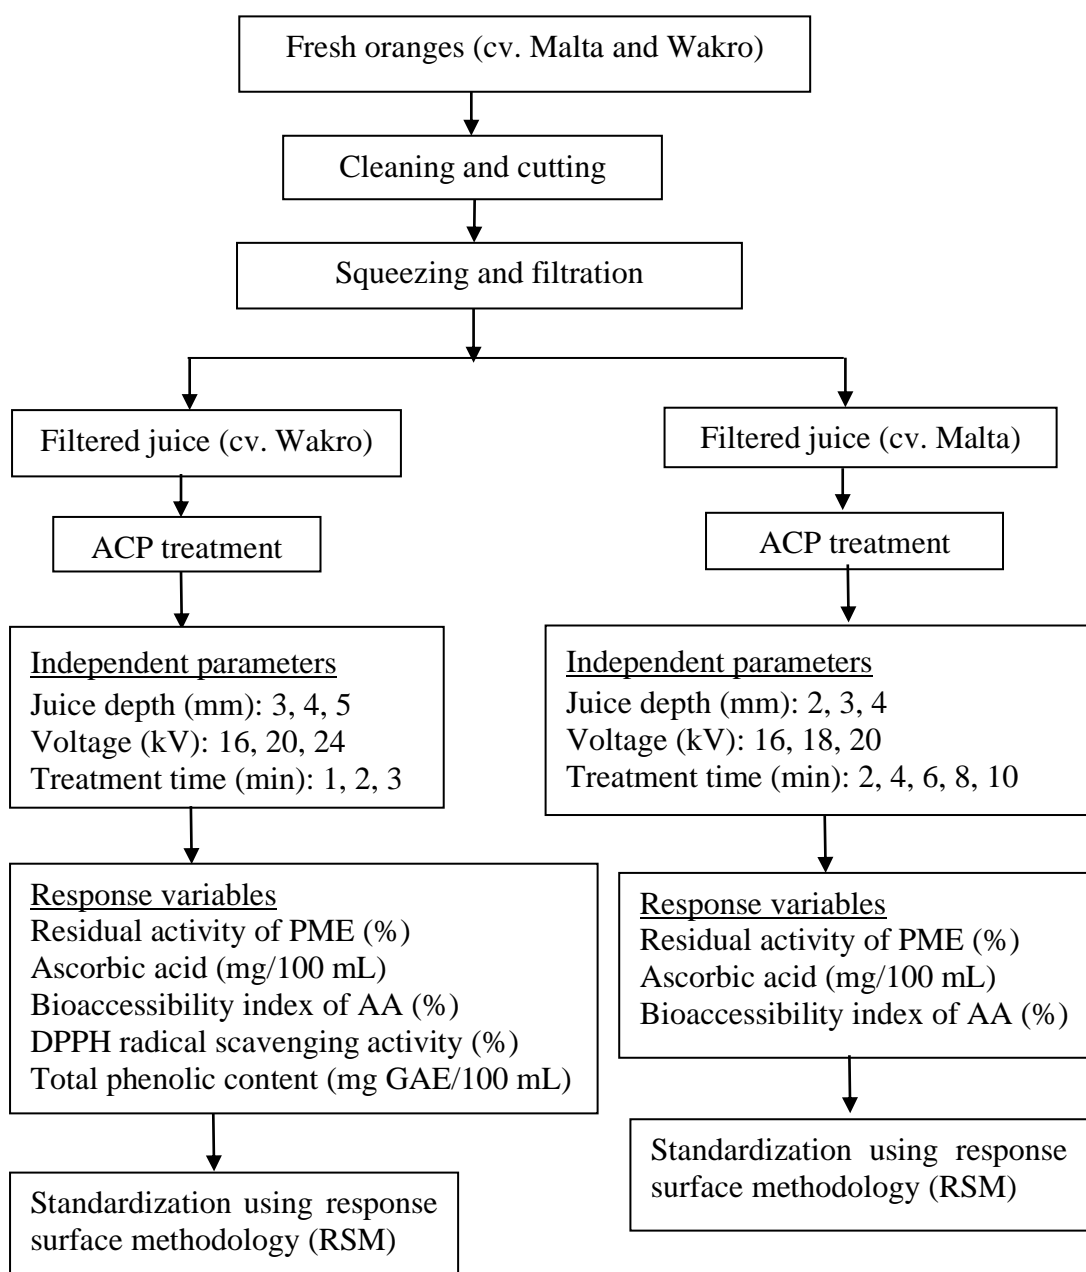 Fresh oranges (cv. Malta and Wakro)
Cleaning and cutting
Squeezing and filtration
Filtered juice (cv. Wakro)
ACP treatment
Independent parameters
Juice depth (mm): 3, 4, 5
Voltage (kV): 16, 20, 24
Treatment time (min): 1, 2, 3
Response variables
Residual activity of PME (%)
Ascorbic acid (mg/100 mL)
Bioaccessibility index of AA (%)
DPPH radical scavenging activity (%)
Total phenolic content (mg GAE/100 mL)
Standardization using response
surface methodology (RSM)
Filtered juice (cv. Malta)
ACP treatment
Independent parameters
Juice depth (mm): 2, 3, 4
Voltage (kV): 16, 18, 20
Treatment time (min): 2, 4, 6, 8, 10
Response variables
Residual activity of PME (%)
Ascorbic acid (mg/100 mL)
Bioaccessibility index of AA (%)
Standardization using response
surface methodology (RSM)